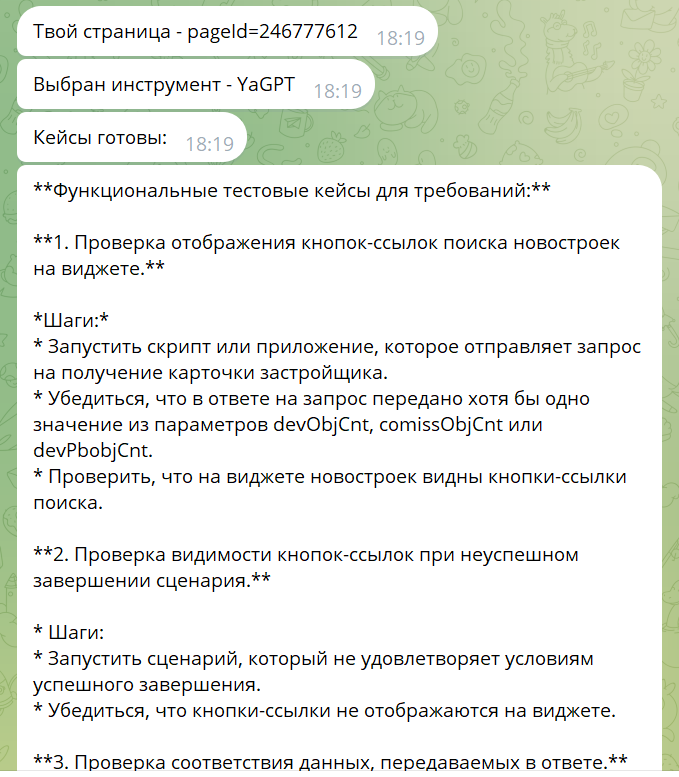 Твой страница - pageId=246777612 18:19
Выбран инструмент - YaGPT 18:19
Кейсы готовы: 18:19
**Функциональные тестовые кейсы для требований:**
**1. Проверка отображения кнопок-ссылок поиска новостроек
на виджете.**
*Шаги:*
* Запустить скрипт или приложение, которое отправляет запрос
на получение карточки застройщика.
* Убедиться, что в ответе на запрос передано хотя бы одно
значение из параметров devObjCnt, comissObjCnt или
devPbobjCnt.
* Проверить, что на виджете новостроек видны кнопки-ссылки
поиска.
**2. Проверка видимости кнопок-ссылок при неуспешном
завершении сценария.**
* Шаги:
* Запустить сценарий, который не удовлетворяет условиям
успешного завершения.
* Убедиться, что кнопки-ссылки не отображаются на виджете.
**3. Проверка соответствия данных, передаваемых в ответе.**